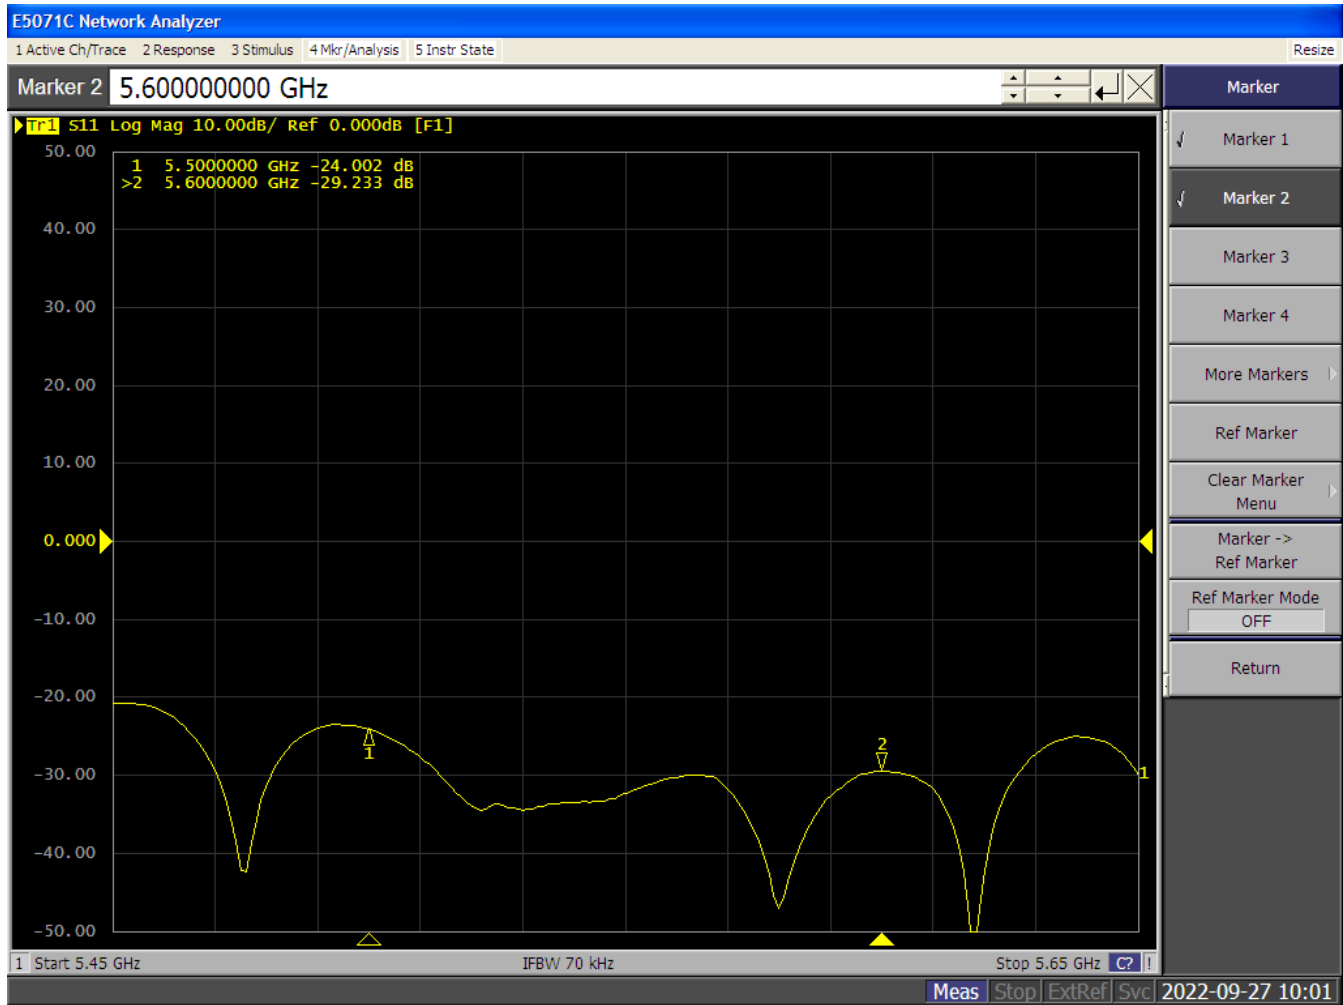 E5071C Network Analyzer
1 Active Ch/Trace 2 Response 3 Stimulus 4 Mkr/Analysis 5 Instr State Resize
Marker 2 5.600000000 GHz
Marker
Tr1 S11 Log Mag 10.00dB/ Ref 0.000dB [F1]
50.00
1 5.5000000 GHz -24.002 dB
>2 5.6000000 GHz -29.233 dB
40.00
30.00
20.00
10.00
0.000
-10.00
-20.00
-30.00
-40.00
-50.00
1
2
1
Marker 1
Marker 2
Marker 3
Marker 4
More Markers
Ref Marker
Clear Marker
Menu
Marker ->
Ref Marker
Ref Marker Mode
OFF
Return
1 Start 5.45 GHz IFBW 70 kHz Stop 5.65 GHz C? !
Meas Stop ExtRef Svc 2022-09-27 10:01